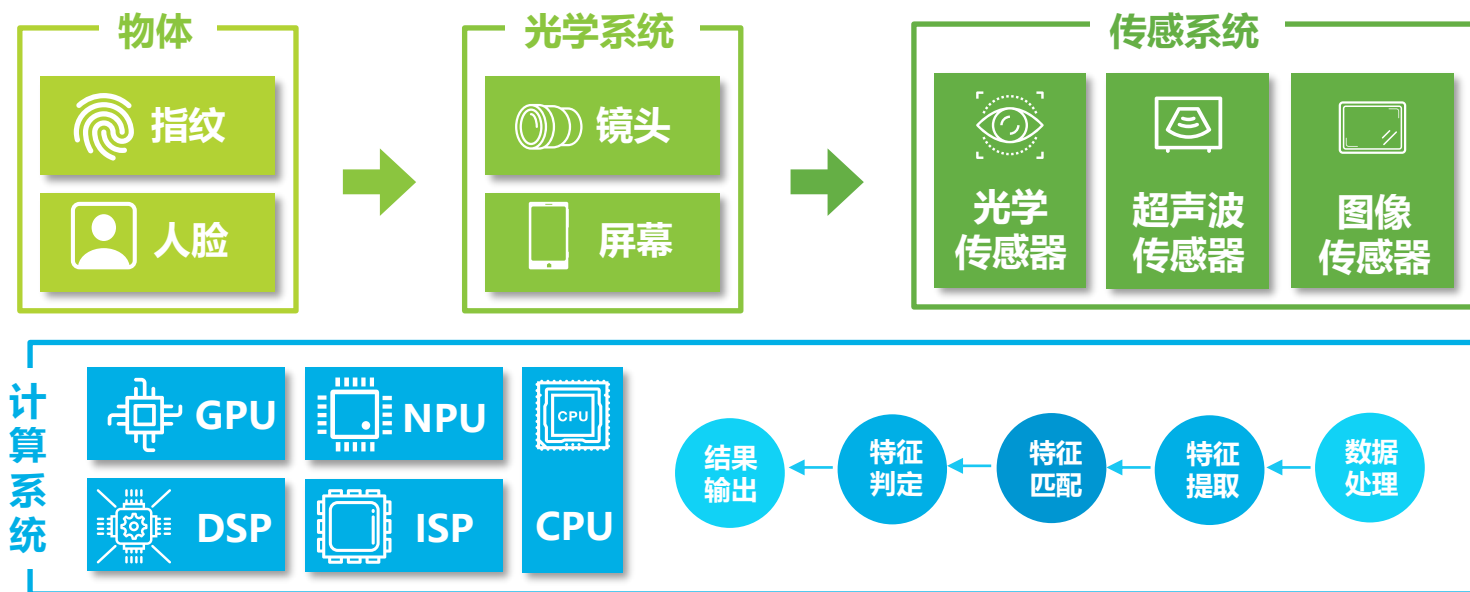 物体
指纹
人脸
光学系统
镜头
屏幕
传感系统
光学
传感器
超声波
传感器
图像
传感器
计算系统
GPU
NPU
CPU
CPU
DSP
ISP
结果
输出
特征
判定
特征
匹配
特征
提取
数据
处理